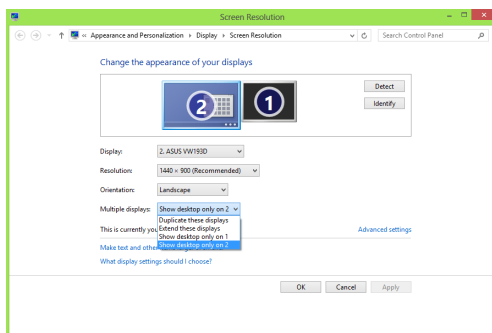 Screen Resolution
« Appearance and Personalization › Display › Screen Resolution
Search Control Panel
Change the appearance of your displays
2
1
Detect
Identify
Display: 2. ASUS VW193D
Resolution: 1440 × 900 (Recommended)
Orientation: Landscape
Multiple displays: Show desktop only on 2
Duplicate these displays
Extend these displays
Show desktop only on 1
Show desktop only on 2
This is currently you
Advanced settings
Make text and othe
What display settings should I choose?
OK Cancel Apply